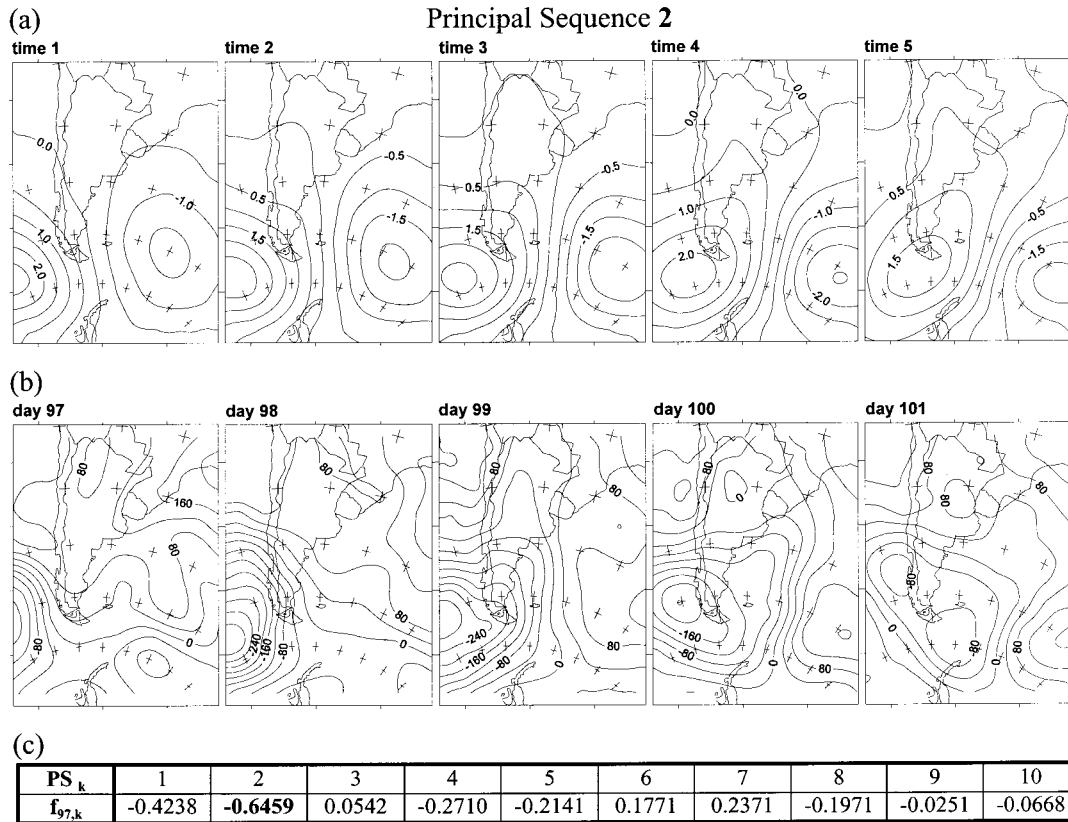 (a)
Principal Sequence 2
time 1 time 2 time 3 time 4 time 5
0.0 1.0 2.0 -1.0
0.5 1.5 -0.5 -1.5
0.5 1.5 -0.5 -1.5
0.0 1.0 2.0 -0.5 -1.0 -2.0
0.0 0.5 1.5 -0.5 -1.5
(b)
day 97 day 98 day 99 day 100 day 101
80 160 80 -80 0
80 -240 -160 -80 80 0
80 80 -240 -160 -80 0 80
80 0 -160 -80 0 80
80 80 80 -80 0 -80 0 80
(c)
PS k 1 2 3 4 5 6 7 8 9 10
f97,k -0.4238 -0.6459 0.0542 -0.2710 -0.2141 0.1771 0.2371 -0.1971 -0.0251 -0.0668